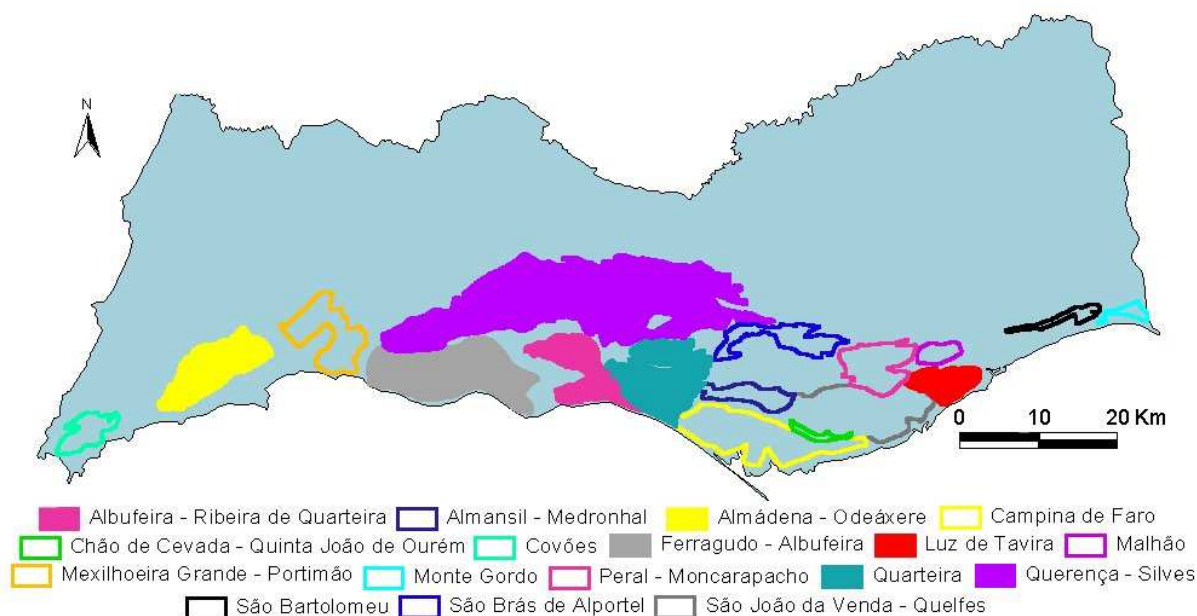 N
0 10 20 Km
Albufeira - Ribeira de Quarteira Almansil - Medronhal Almádena - Odeáxere Campina de Faro
Chão de Cevada - Quinta João de Ourém Covões Ferragudo - Albufeira Luz de Tavira Malhão
Mexilhoeira Grande - Portimão Monte Gordo Peral - Moncarapacho Quarteira Querença - Silves
São Bartolomeu São Brás de Alportel São João da Venda - Quelfes